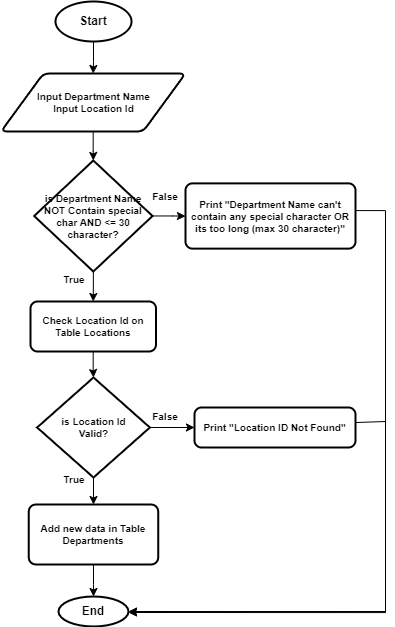 Start
Input Department Name
Input Location Id
is Department Name
NOT Contain special
char AND <= 30
character?
False
Print "Department Name can't
contain any special character OR
its too long (max 30 character)"
True
Check Location Id on
Table Locations
is Location Id
Valid?
False
Print "Location ID Not Found"
True
Add new data in Table
Departments
End